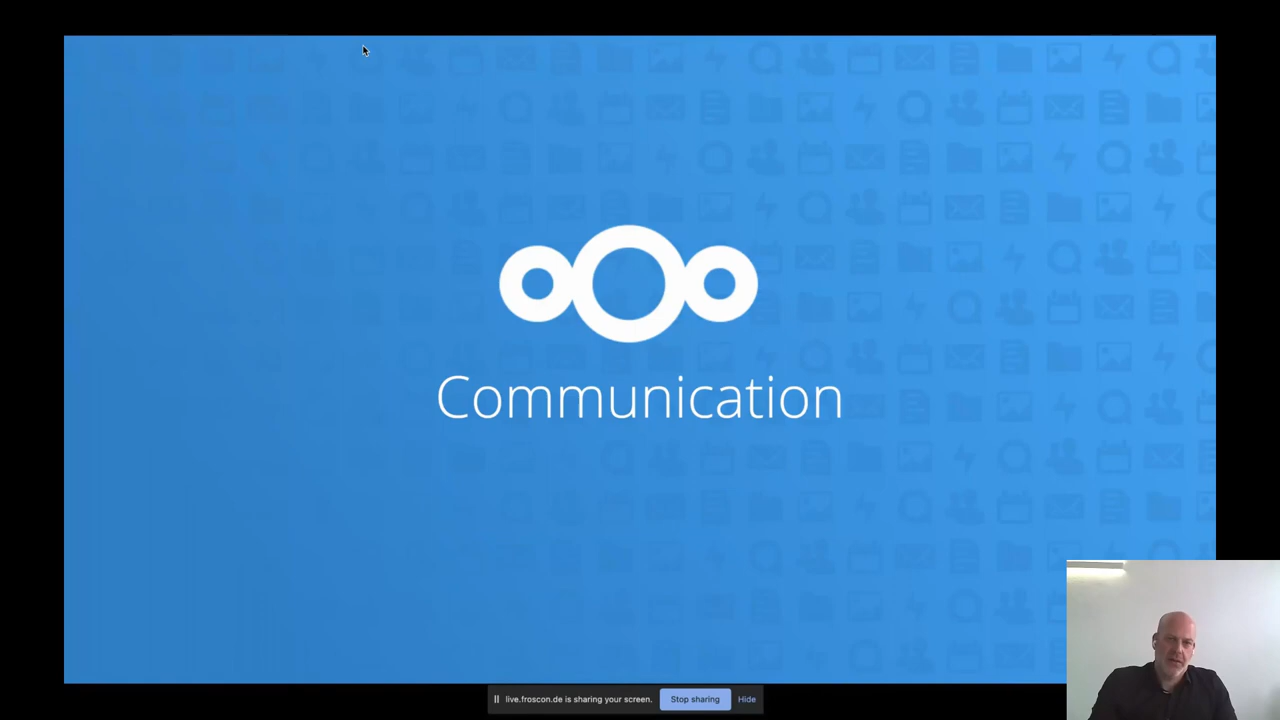 Communication
live.froscon.de is sharing your screen.
Stop sharing
Hide